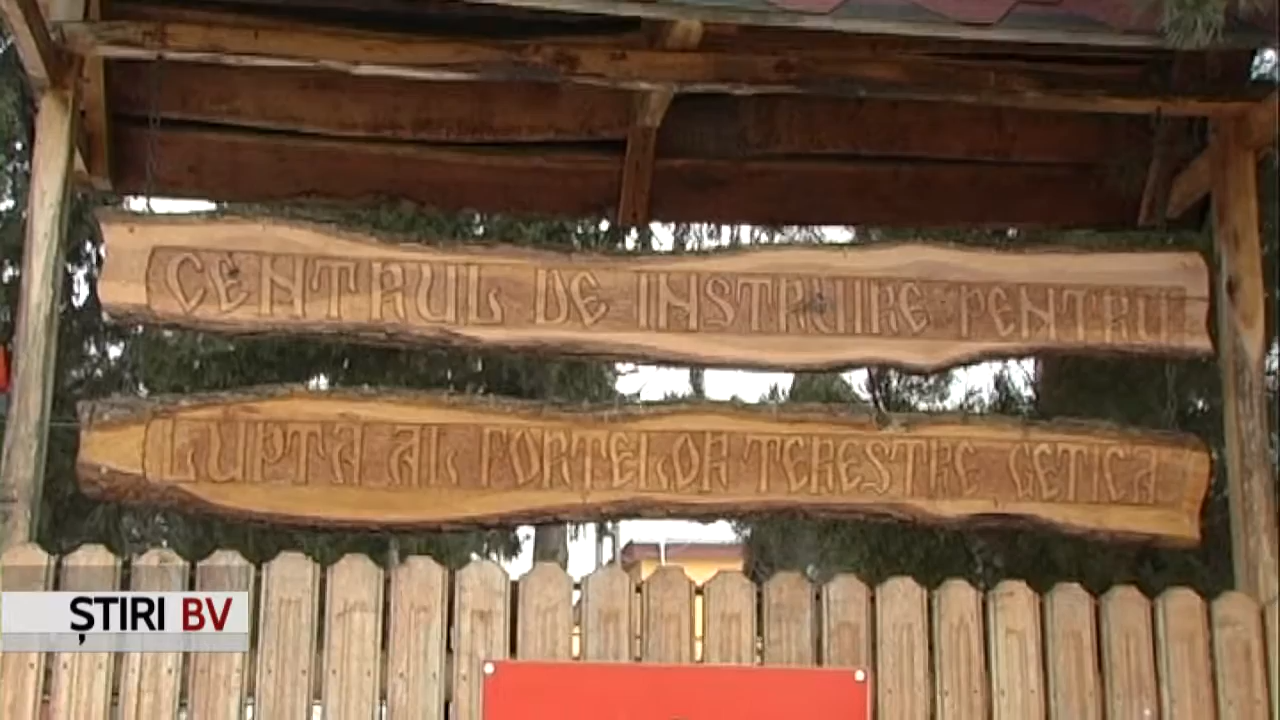 CENTRUL DE INSTRUIRE PENTRU
LUPTA AL FORTELOR TERESTRE GETICA
ȘTIRI BV